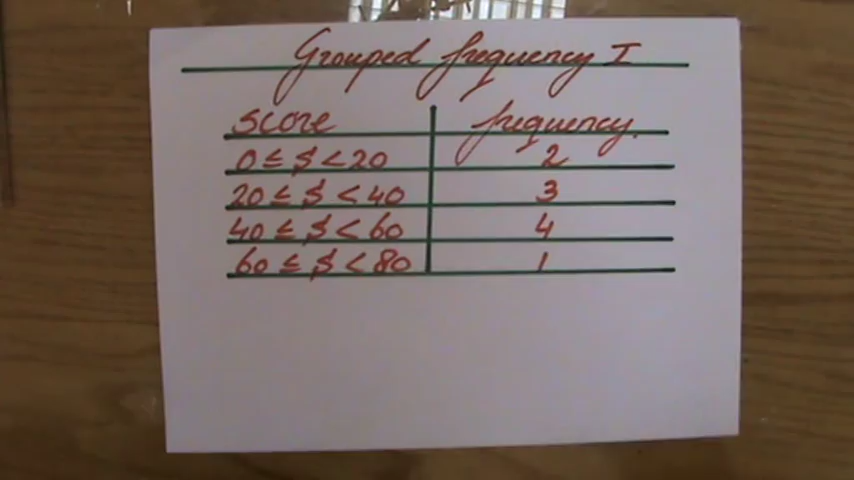 Grouped frequency I
score frequency.
0 ≤ s < 20 2
20 ≤ s < 40 3
40 ≤ s < 60 4
60 ≤ s < 80 1